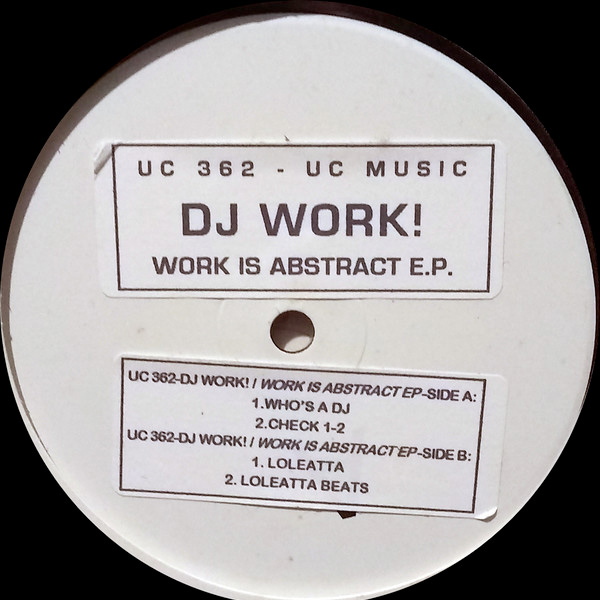 UC 362 - UC MUSIC
DJ WORK!
WORK IS ABSTRACT E.P.
UC 362-DJ WORK! / WORK IS ABSTRACT EP-SIDE A:
1.WHO'S A DJ
2.CHECK 1-2
UC 362-DJ WORK! / WORK IS ABSTRACT EP-SIDE B:
1. LOLEATTA
2. LOLEATTA BEATS